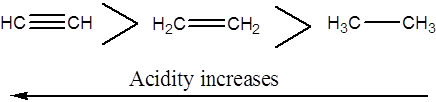 HC≡CH > H₂C=CH₂ > H₃C—CH₃
Acidity increases